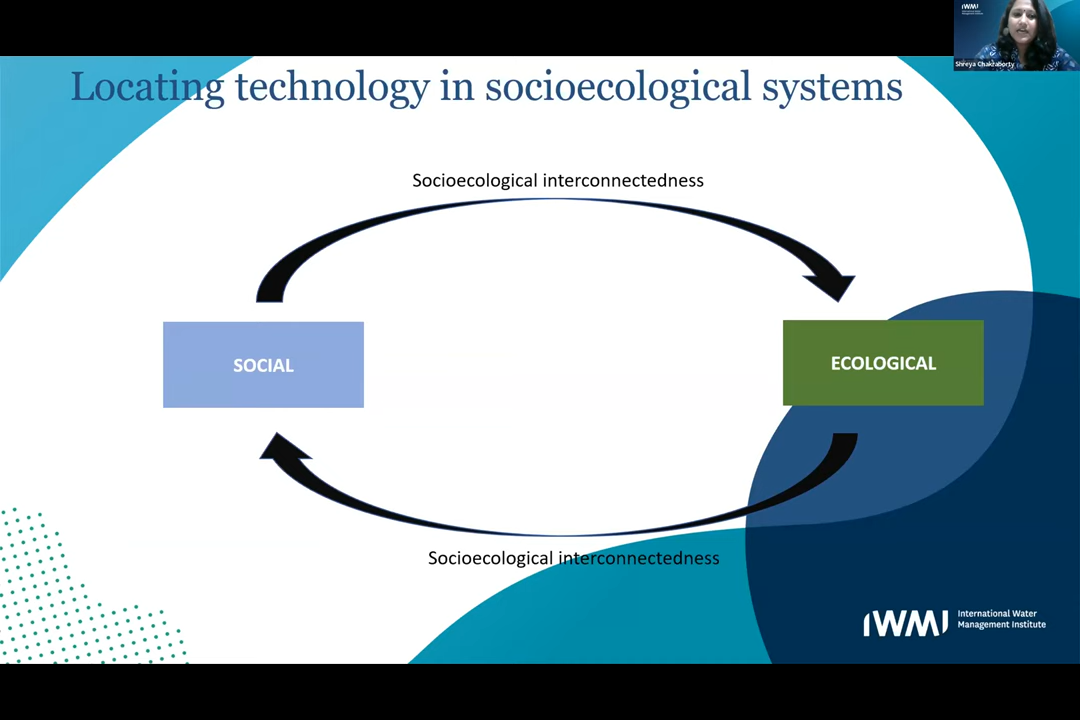 IWMI
Shreya Chakraborty
Locating technology in socioecological systems
Socioecological interconnectedness
SOCIAL
ECOLOGICAL
Socioecological interconnectedness
IWMI
International Water
Management Institute